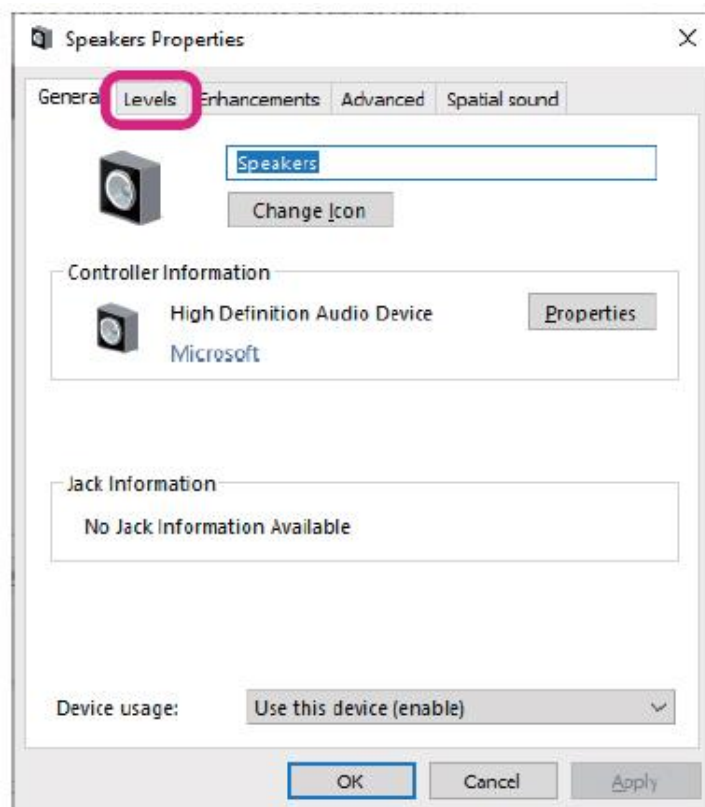 Speakers Properties
General Levels Enhancements Advanced Spatial sound
Speakers
Change Icon
Controller Information
High Definition Audio Device Properties
Microsoft
Jack Information
No Jack Information Available
Device usage: Use this device (enable)
OK Cancel Apply